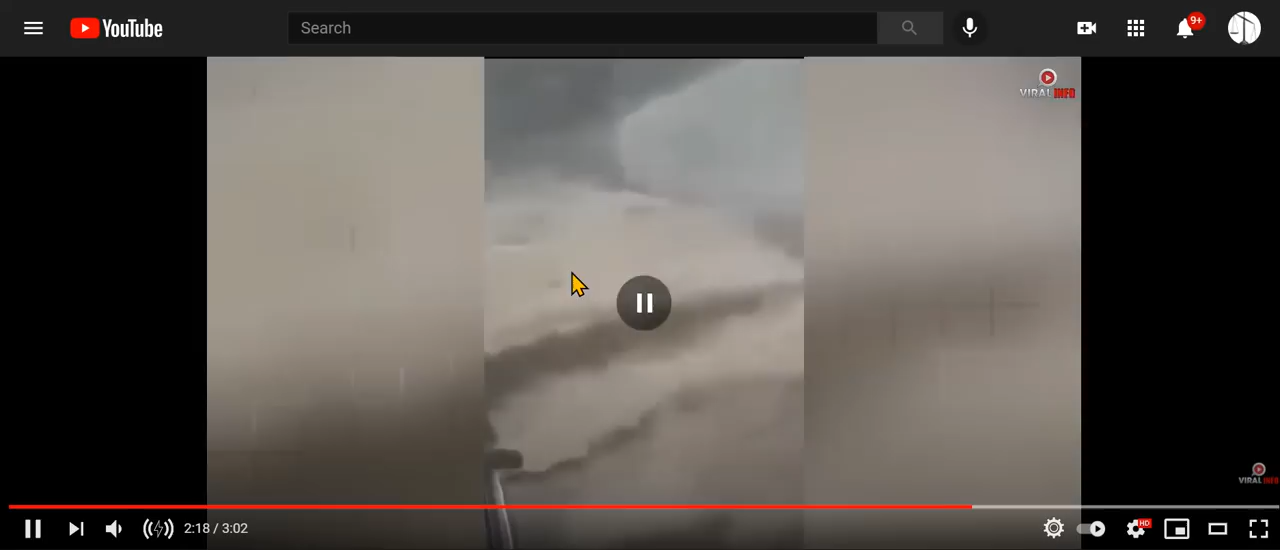 YouTube
Search
9+
VIRAL INFO
VIRAL INFO
2:18 / 3:02
HD